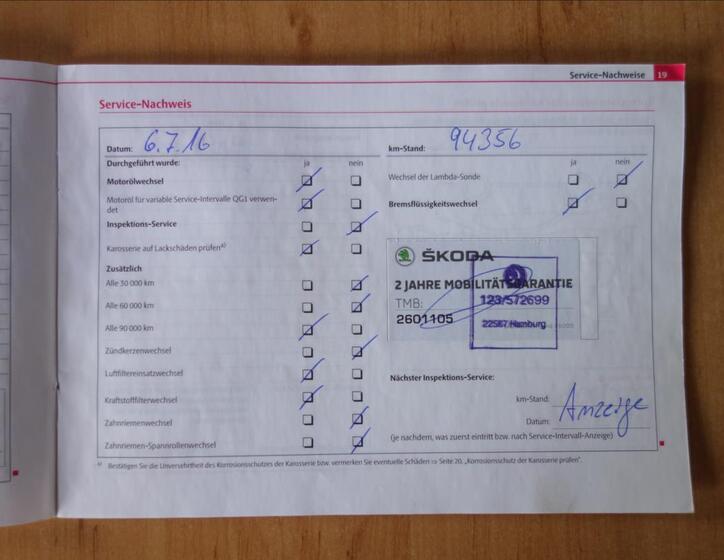 Service-Nachweise 19
Service-Nachweis
Datum: 6.7.16
km-Stand: 94356
Durchgeführt wurde: ja nein
ja nein
Motorölwechsel
Motoröl für variable Service-Intervalle QG1 verwen-
det
Inspektions-Service
Karosserie auf Lackschäden prüfen a)
Zusätzlich
Alle 30 000 km
Alle 60 000 km
Alle 90 000 km
Zündkerzenwechsel
Luftfiltereinsatzwechsel
Kraftstoffilterwechsel
Zahnriemenwechsel
Zahnriemen-Spannrollenwechsel
Wechsel der Lambda-Sonde
Bremsflüssigkeitswechsel
ŠKODA
2 JAHRE MOBILITÄTSGARANTIE
TMB: 123/572699
2601105
22567 Hamburg
Nächster Inspektions-Service:
km-Stand:
Anzeige
Datum:
(je nachdem, was zuerst eintritt bzw. nach Service-Intervall-Anzeige)
a) Bestätigen Sie die Unversehrtheit des Korrosionsschutzes der Karosserie bzw. vermerken Sie eventuelle Schäden ⇒ Seite 20, „Korrosionsschutz der Karosserie prüfen".